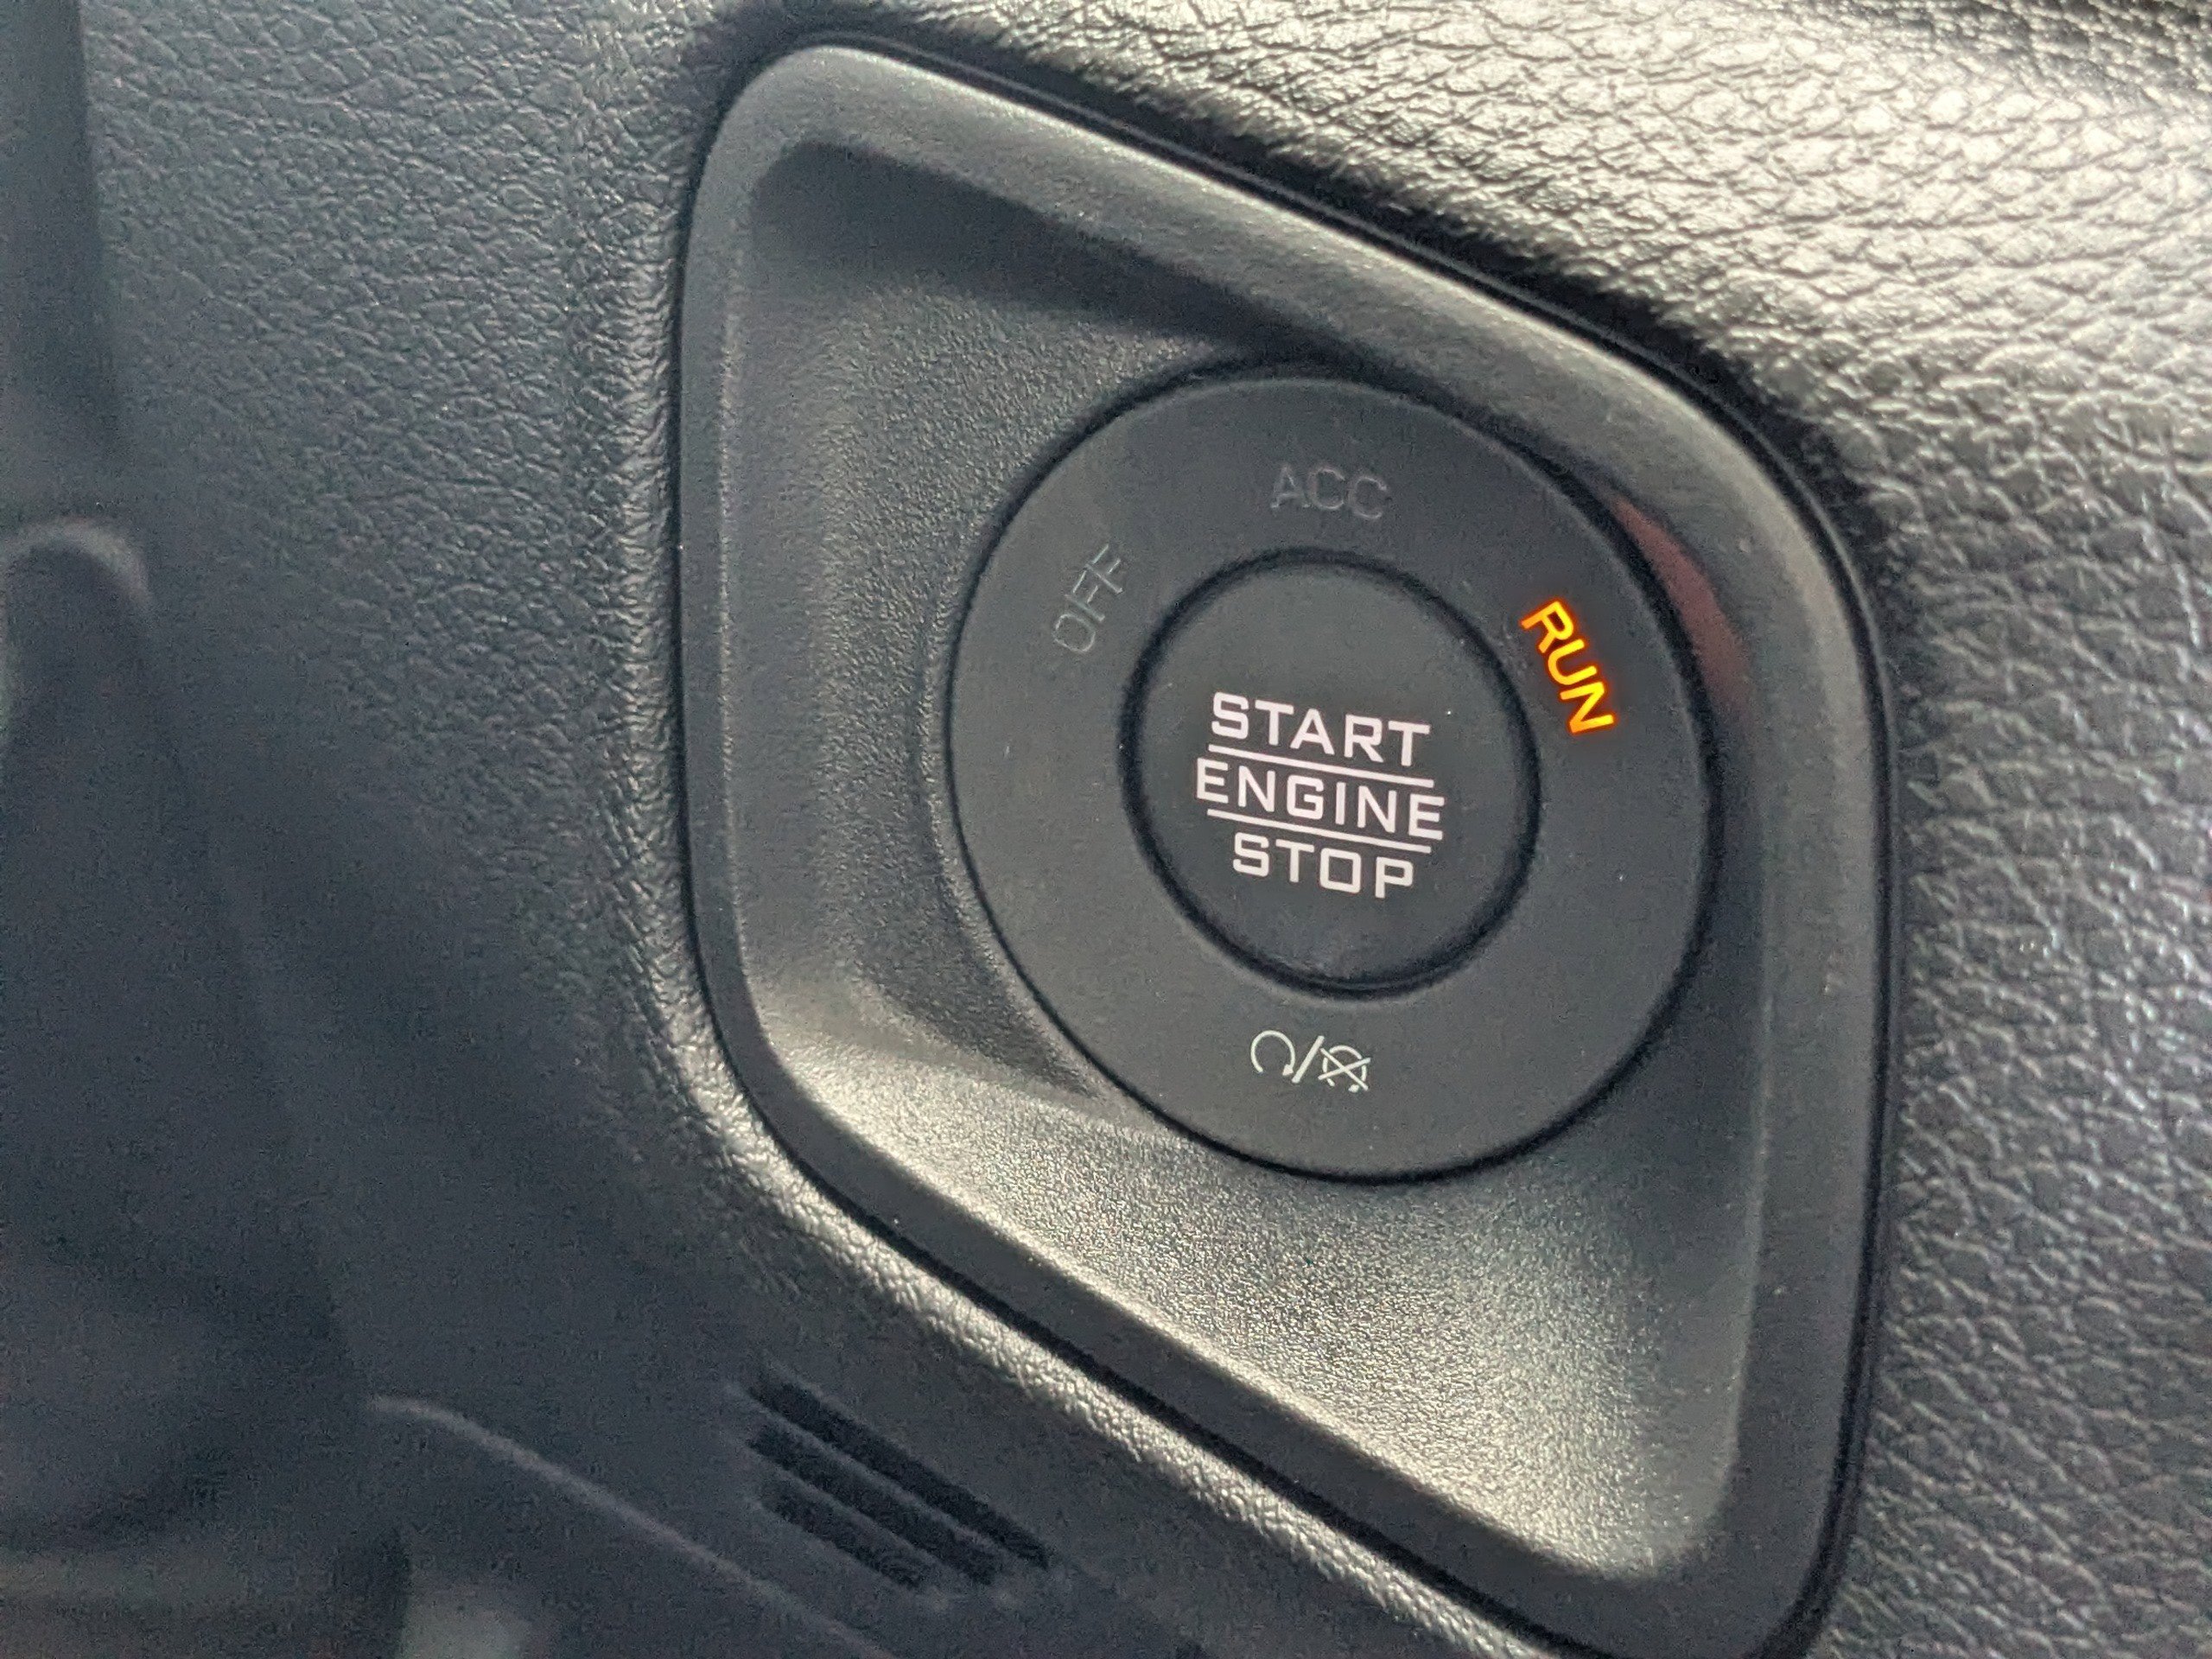 ACC
OFF
RUN
START
ENGINE
STOP